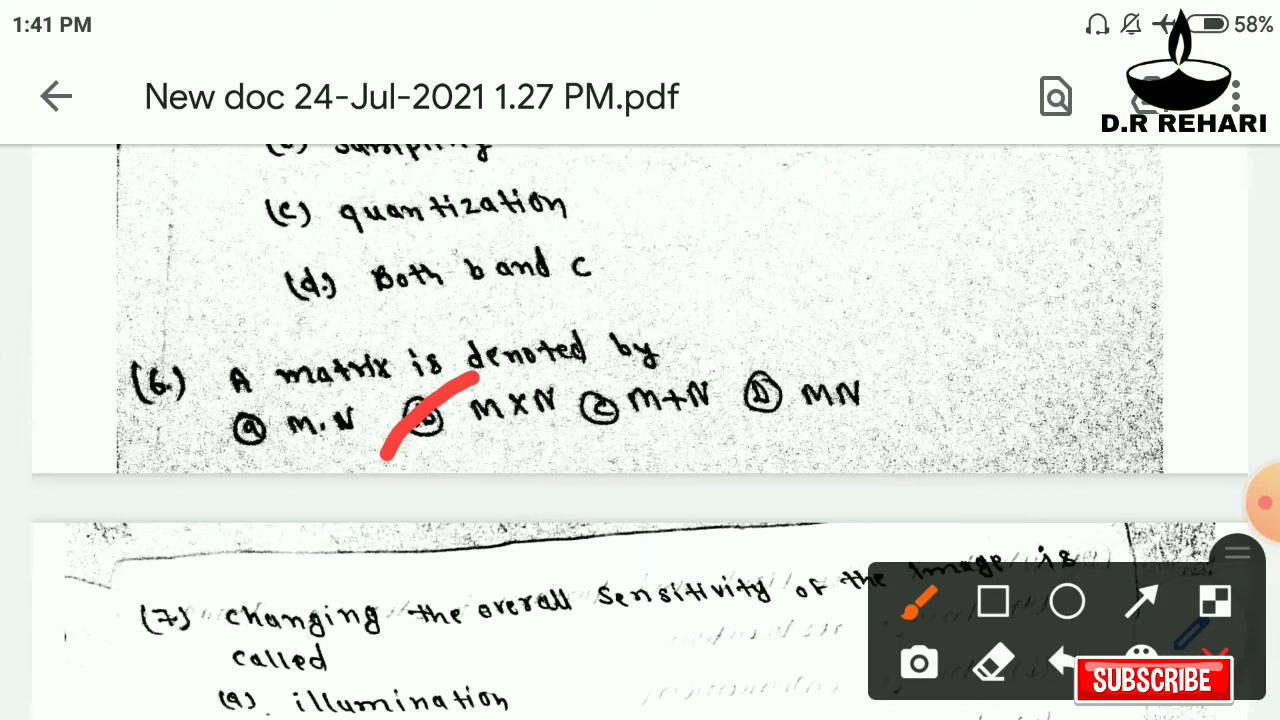 1:41 PM
58%
New doc 24-Jul-2021 1.27 PM.pdf
D.R REHARI
(c) quantization
(d.) Both b and c
(6.) A matrix is denoted by
(a) M.N (b) M×N (c) M+N (D) MN
(7) changing the overall sensitivity of the image is
called
(a). illumination
SUBSCRIBE